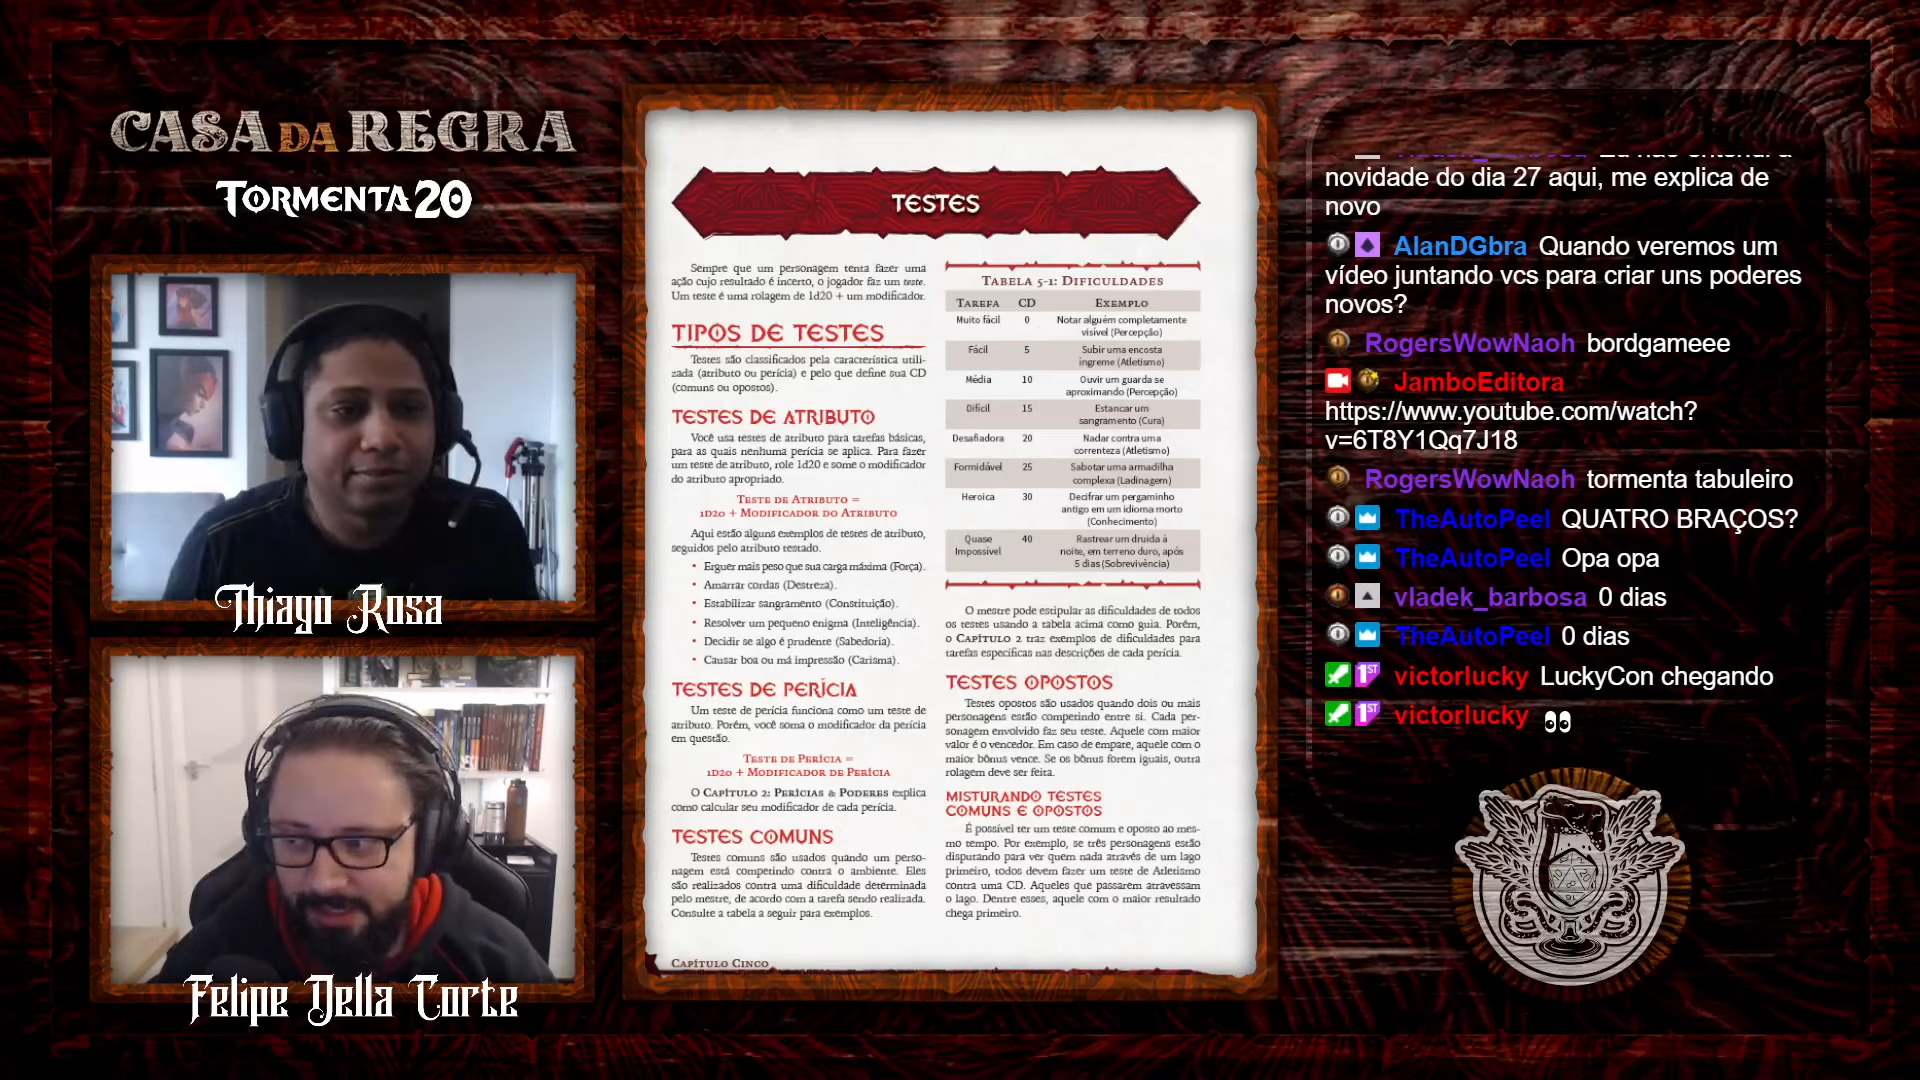 CASA DA REGRA
TORMENTA20
Thiago Rosa
Felipe Della Corte
TESTES
Sempre que um personagem tenta fazer uma
ação cujo resultado é incerto, o jogador faz um teste.
Um teste é uma rolagem de 1d20 + um modificador.
TIPOS DE TESTES
Testes são classificados pela característica utili-
zada (atributo ou perícia) e pelo que define sua CD
(comuns ou opostos).
TESTES DE ATRIBUTO
Você usa testes de atributo para tarefas básicas,
para as quais nenhuma perícia se aplica. Para fazer
um teste de atributo, role 1d20 e some o modificador
do atributo apropriado.
TESTE DE ATRIBUTO =
1D20 + MODIFICADOR DO ATRIBUTO
Aqui estão alguns exemplos de testes de atributo,
seguidos pelo atributo testado.
• Erguer mais peso que sua carga máxima (Força).
• Amarrar cordas (Destreza).
• Estabilizar sangramento (Constituição).
• Resolver um pequeno enigma (Inteligência).
• Decidir se algo é prudente (Sabedoria).
• Causar boa ou má impressão (Carisma).
TESTES DE PERÍCIA
Um teste de perícia funciona como um teste de
atributo. Porém, você soma o modificador da perícia
em questão.
TESTE DE PERÍCIA =
1D20 + MODIFICADOR DE PERÍCIA
O CAPÍTULO 2: PERÍCIAS & PODERES explica
como calcular seu modificador de cada perícia.
TESTES COMUNS
Testes comuns são usados quando um perso-
nagem está competindo contra o ambiente. Eles
são realizados contra uma dificuldade determinada
pelo mestre, de acordo com a tarefa sendo realizada.
Consulte a tabela a seguir para exemplos.
CAPÍTULO CINCO
TABELA 5-1: DIFICULDADES
TAREFA CD EXEMPLO
Muito fácil 0 Notar alguém completamente
visível (Percepção)
Fácil 5 Subir uma encosta
íngreme (Atletismo)
Média 10 Ouvir um guarda se
aproximando (Percepção)
Difícil 15 Estancar um
sangramento (Cura)
Desafiadora 20 Nadar contra uma
correnteza (Atletismo)
Formidável 25 Sabotar uma armadilha
complexa (Ladinagem)
Heroica 30 Decifrar um pergaminho
antigo em um idioma morto
(Conhecimento)
Quase 40 Rastrear um druida à
Impossível noite, em terreno duro, após
5 dias (Sobrevivência)
O mestre pode estipular as dificuldades de todos
os testes usando a tabela acima como guia. Porém,
o CAPÍTULO 2 traz exemplos de dificuldades para
tarefas específicas nas descrições de cada perícia.
TESTES OPOSTOS
Testes opostos são usados quando dois ou mais
personagens estão competindo entre si. Cada per-
sonagem envolvido faz seu teste. Aquele com maior
valor é o vencedor. Em caso de empate, aquele com o
maior bônus vence. Se os bônus forem iguais, outra
rolagem deve ser feita.
MISTURANDO TESTES
COMUNS E OPOSTOS
É possível ter um teste comum e oposto ao mes-
mo tempo. Por exemplo, se três personagens estão
disputando para ver quem nada através de um lago
primeiro, todos devem fazer um teste de Atletismo
contra uma CD. Aqueles que passarem atravessam
o lago. Dentre esses, aquele com o maior resultado
chega primeiro.
novidade do dia 27 aqui, me explica de
novo
AlanDGbra Quando veremos um
vídeo juntando vcs para criar uns poderes
novos?
RogersWowNaoh bordgameee
JamboEditora
https://www.youtube.com/watch?
v=6T8Y1Qq7J18
RogersWowNaoh tormenta tabuleiro
TheAutoPeel QUATRO BRAÇOS?
TheAutoPeel Opa opa
vladek_barbosa 0 dias
TheAutoPeel 0 dias
1ST victorlucky LuckyCon chegando
1ST victorlucky 👀